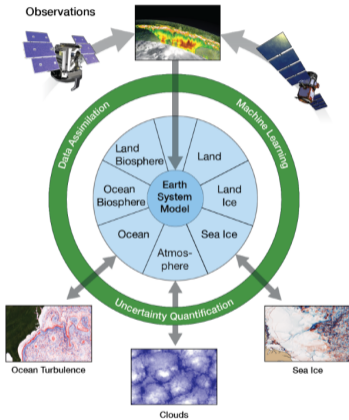 Observations
Data Assimilation
Machine Learning
Land
Biosphere
Land
Ocean
Biosphere
Earth
System
Model
Land
Ice
Ocean
Atmos-
phere
Sea Ice
Uncertainty Quantification
Ocean Turbulence
Clouds
Sea Ice